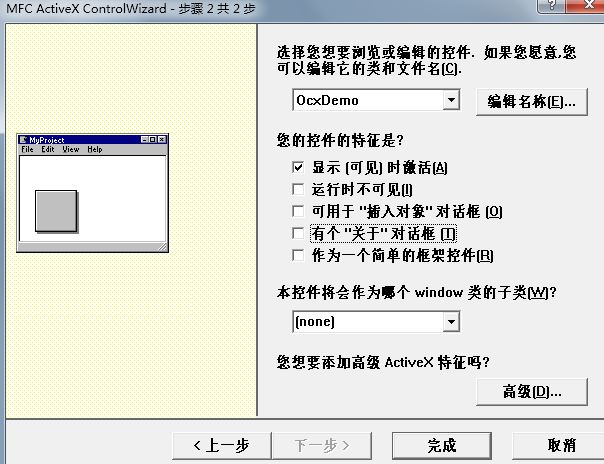 MFC ActiveX ControlWizard - 步骤 2 共 2 步
选择您想要浏览或编辑的控件. 如果您愿意,您
可以编辑它的类和文件名(C).
OcxDemo
编辑名称(E)...
MyProject
File Edit View Help
您的控件的特征是?
显示 (可见) 时激活(A)
运行时不可见(I)
可用于 "插入对象" 对话框 (O)
有个 "关于" 对话框 (T)
作为一个简单的框架控件(R)
本控件将会作为哪个 window 类的子类(W)?
(none)
您想要添加高级 ActiveX 特征吗?
高级(D)...
< 上一步
下一步 >
完成
取消